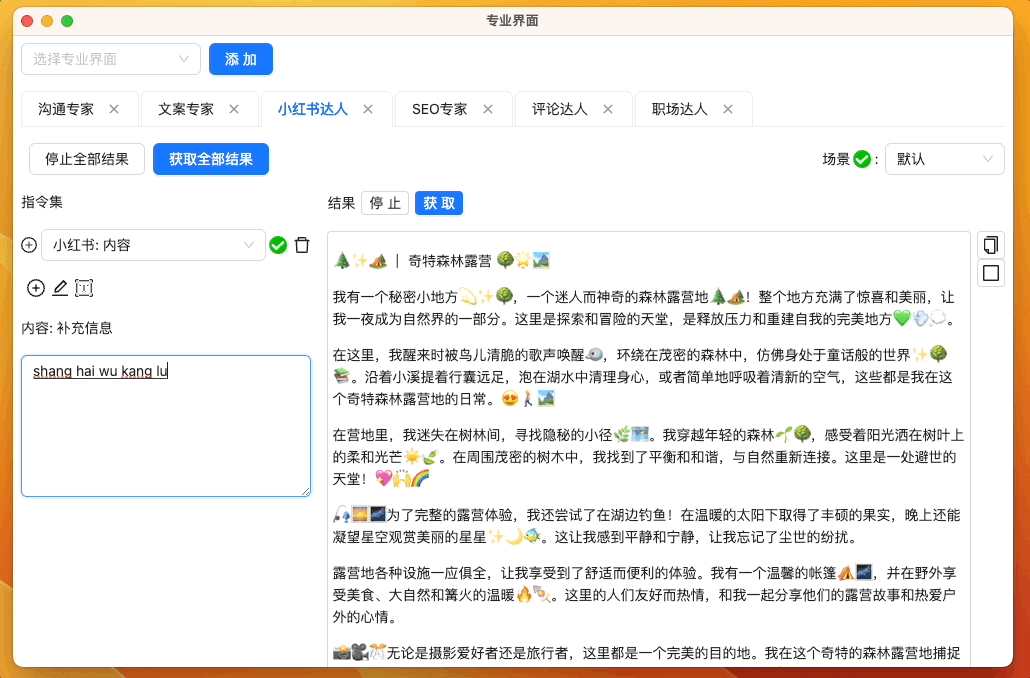 专业界面
选择专业界面
添 加
沟通专家
文案专家
小红书达人
SEO专家
评论达人
职场达人
停止全部结果
获取全部结果
场景 :
默认
指令集
结果
停 止
获 取
小红书: 内容
内容: 补充信息
shang hai wu kang lu
🌲✨🏕️ | 奇特森林露营 🌳🌟🏞️
我有一个秘密小地方💫✨🌳，一个迷人而神奇的森林露营地🌲🏕️！整个地方充满了惊喜和美丽，让
我一夜成为自然界的一部分。这里是探索和冒险的天堂，是释放压力和重建自我的完美地方💚💨💭。
在这里，我醒来时被鸟儿清脆的歌声唤醒🐦，环绕在茂密的森林中，仿佛身处于童话般的世界✨🌳
📚。沿着小溪提着行囊远足，泡在湖水中清理身心，或者简单地呼吸着清新的空气，这些都是我在这
个奇特森林露营地的日常。😍🚶🏞️
在营地里，我迷失在树林间，寻找隐秘的小径🌿🗺️。我穿越年轻的森林🌱🌳，感受着阳光洒在树叶上
的柔和光芒☀️🍃。在周围茂密的树木中，我找到了平衡和和谐，与自然重新连接。这里是一处避世的
天堂！💖🙌🌈
🎣🌅🌌为了完整的露营体验，我还尝试了在湖边钓鱼！在温暖的太阳下取得了丰硕的果实，晚上还能
凝望星空观赏美丽的星星✨🌙🐠。这让我感到平静和宁静，让我忘记了尘世的纷扰。
露营地各种设施一应俱全，让我享受到了舒适而便利的体验。我有一个温馨的帐篷⛺🌌，并在野外享
受美食、大自然和篝火的温暖🔥🍡。这里的人们友好而热情，和我一起分享他们的露营故事和热爱户
外的心情。
📸🎥🎊无论是摄影爱好者还是旅行者，这里都是一个完美的目的地。我在这个奇特的森林露营地捕捉